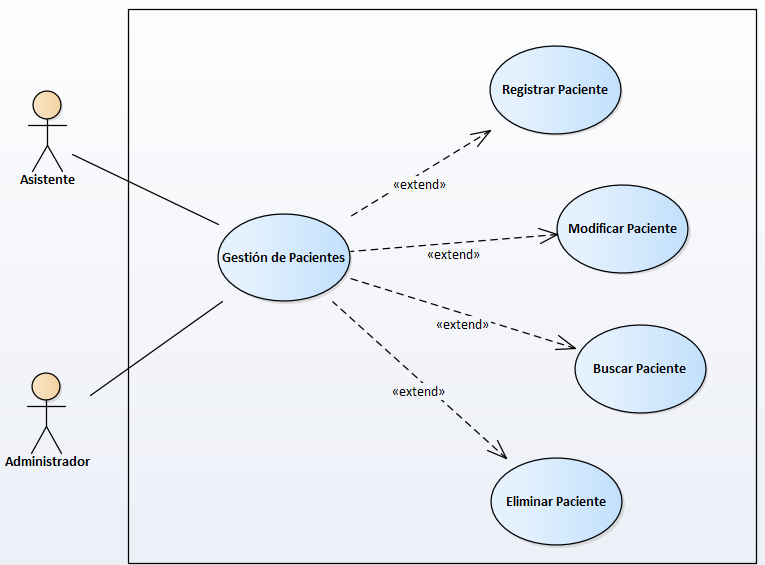 Registrar Paciente
«extend»
Asistente
Modificar Paciente
Gestión de Pacientes
«extend»
«extend»
Buscar Paciente
«extend»
Administrador
Eliminar Paciente